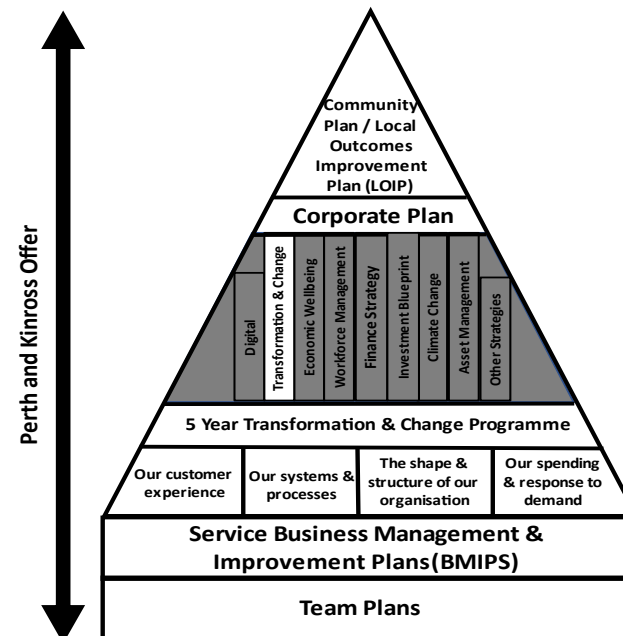 Perth and Kinross Offer
Community
Plan / Local
Outcomes
Improvement
Plan (LOIP)
Corporate Plan
Digital
Transformation & Change
Economic Wellbeing
Workforce Management
Finance Strategy
Investment Blueprint
Climate Change
Asset Management
Other Strategies
5 Year Transformation & Change Programme
Our customer
experience
Our systems &
processes
The shape &
structure of our
organisation
Our spending
& response to
demand
Service Business Management &
Improvement Plans(BMIPS)
Team Plans